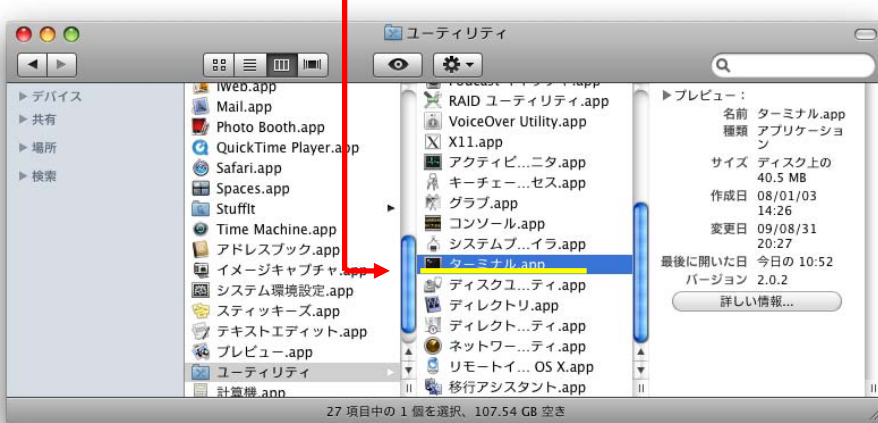 ユーティリティ
デバイス
共有
場所
検索
iWeb.app
Mail.app
Photo Booth.app
QuickTime Player.app
Safari.app
Spaces.app
StuffIt
Time Machine.app
アドレスブック.app
イメージキャプチャ.app
システム環境設定.app
スティッキーズ.app
テキストエディット.app
プレビュー.app
ユーティリティ
計算機.app
RAID ユーティリティ.app
VoiceOver Utility.app
X11.app
アクティビ...ニタ.app
キーチェー...セス.app
グラブ.app
コンソール.app
システムプ...イラ.app
ターミナル.app
ディスクユ...ティ.app
ディレクトリ.app
ディレクト...ティ.app
ネットワー...ティ.app
リモートイ... OS X.app
移行アシスタント.app
プレビュー：
名前 ターミナル.app
種類 アプリケーショ
ン
サイズ ディスク上の
40.5 MB
作成日 08/01/03
14:26
変更日 09/08/31
20:27
最後に開いた日 今日の 10:52
バージョン 2.0.2
詳しい情報...
27 項目中の 1 個を選択、107.54 GB 空き